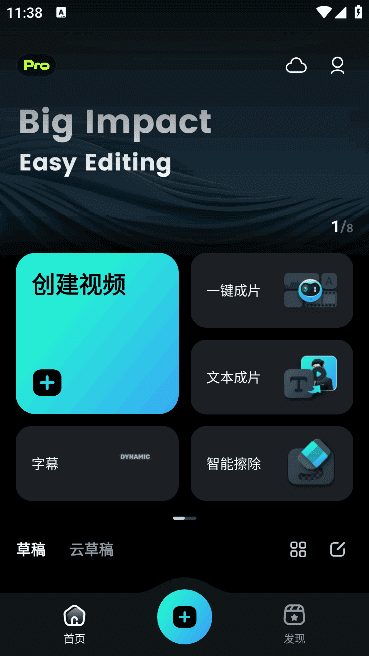 11:38
Pro
Big Impact
Easy Editing
1/8
创建视频
一键成片
文本成片
字幕
DYNAMIC
智能擦除
草稿
云草稿
首页
发现